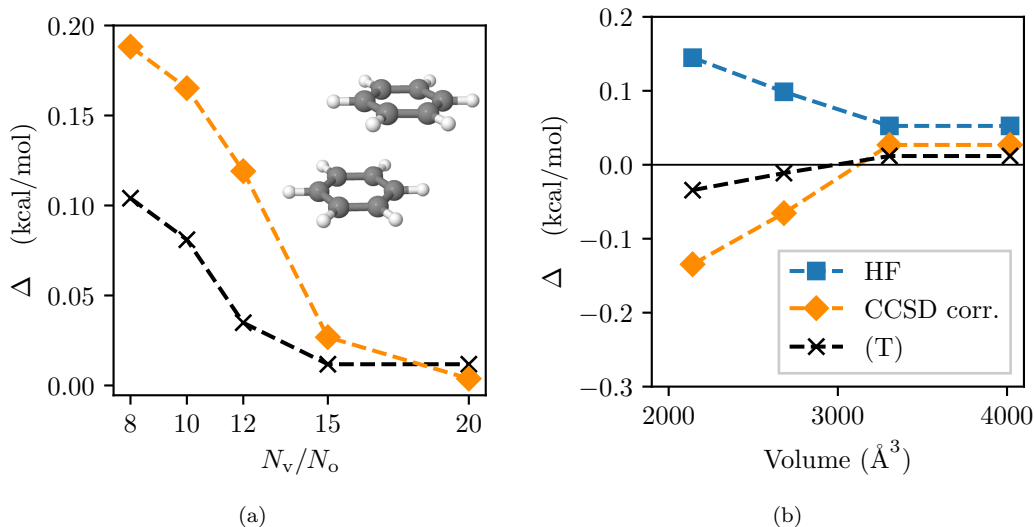 0.20
0.15
0.10
0.05
0.00
Δ (kcal/mol)
8 10 12 15 20
N_v/N_o
(a)
0.2
0.1
0.0
−0.1
−0.2
−0.3
Δ (kcal/mol)
HF
CCSD corr.
(T)
2000 3000 4000
Volume (Å³)
(b)